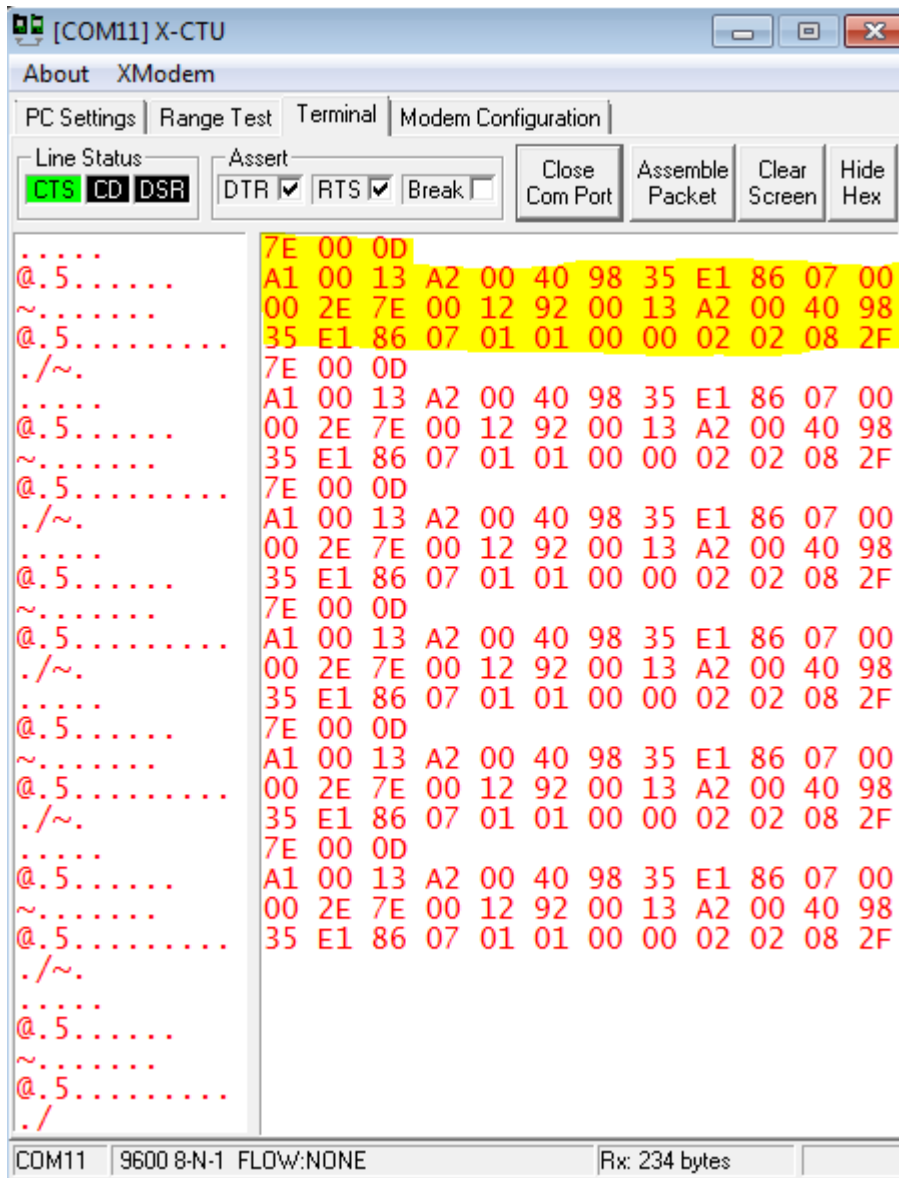 [COM11] X-CTU
About XModem
PC Settings Range Test Terminal Modem Configuration
Line Status Assert
CTS CD DSR DTR RTS Break
Close Com Port
Assemble Packet
Clear Screen
Hide Hex
.....
@.5......
~.......
@.5.........
./~.
.....
@.5......
~.......
@.5.........
./~.
.....
@.5......
~.......
@.5.........
./~.
.....
@.5......
~.......
@.5.........
./~.
.....
@.5......
~.......
@.5.........
./~.
.....
@.5......
~.......
@.5.........
./
7E 00 0D
A1 00 13 A2 00 40 98 35 E1 86 07 00
00 2E 7E 00 12 92 00 13 A2 00 40 98
35 E1 86 07 01 01 00 00 02 02 08 2F
7E 00 0D
A1 00 13 A2 00 40 98 35 E1 86 07 00
00 2E 7E 00 12 92 00 13 A2 00 40 98
35 E1 86 07 01 01 00 00 02 02 08 2F
7E 00 0D
A1 00 13 A2 00 40 98 35 E1 86 07 00
00 2E 7E 00 12 92 00 13 A2 00 40 98
35 E1 86 07 01 01 00 00 02 02 08 2F
7E 00 0D
A1 00 13 A2 00 40 98 35 E1 86 07 00
00 2E 7E 00 12 92 00 13 A2 00 40 98
35 E1 86 07 01 01 00 00 02 02 08 2F
7E 00 0D
A1 00 13 A2 00 40 98 35 E1 86 07 00
00 2E 7E 00 12 92 00 13 A2 00 40 98
35 E1 86 07 01 01 00 00 02 02 08 2F
7E 00 0D
A1 00 13 A2 00 40 98 35 E1 86 07 00
00 2E 7E 00 12 92 00 13 A2 00 40 98
35 E1 86 07 01 01 00 00 02 02 08 2F
COM11 9600 8-N-1 FLOW:NONE Rx: 234 bytes